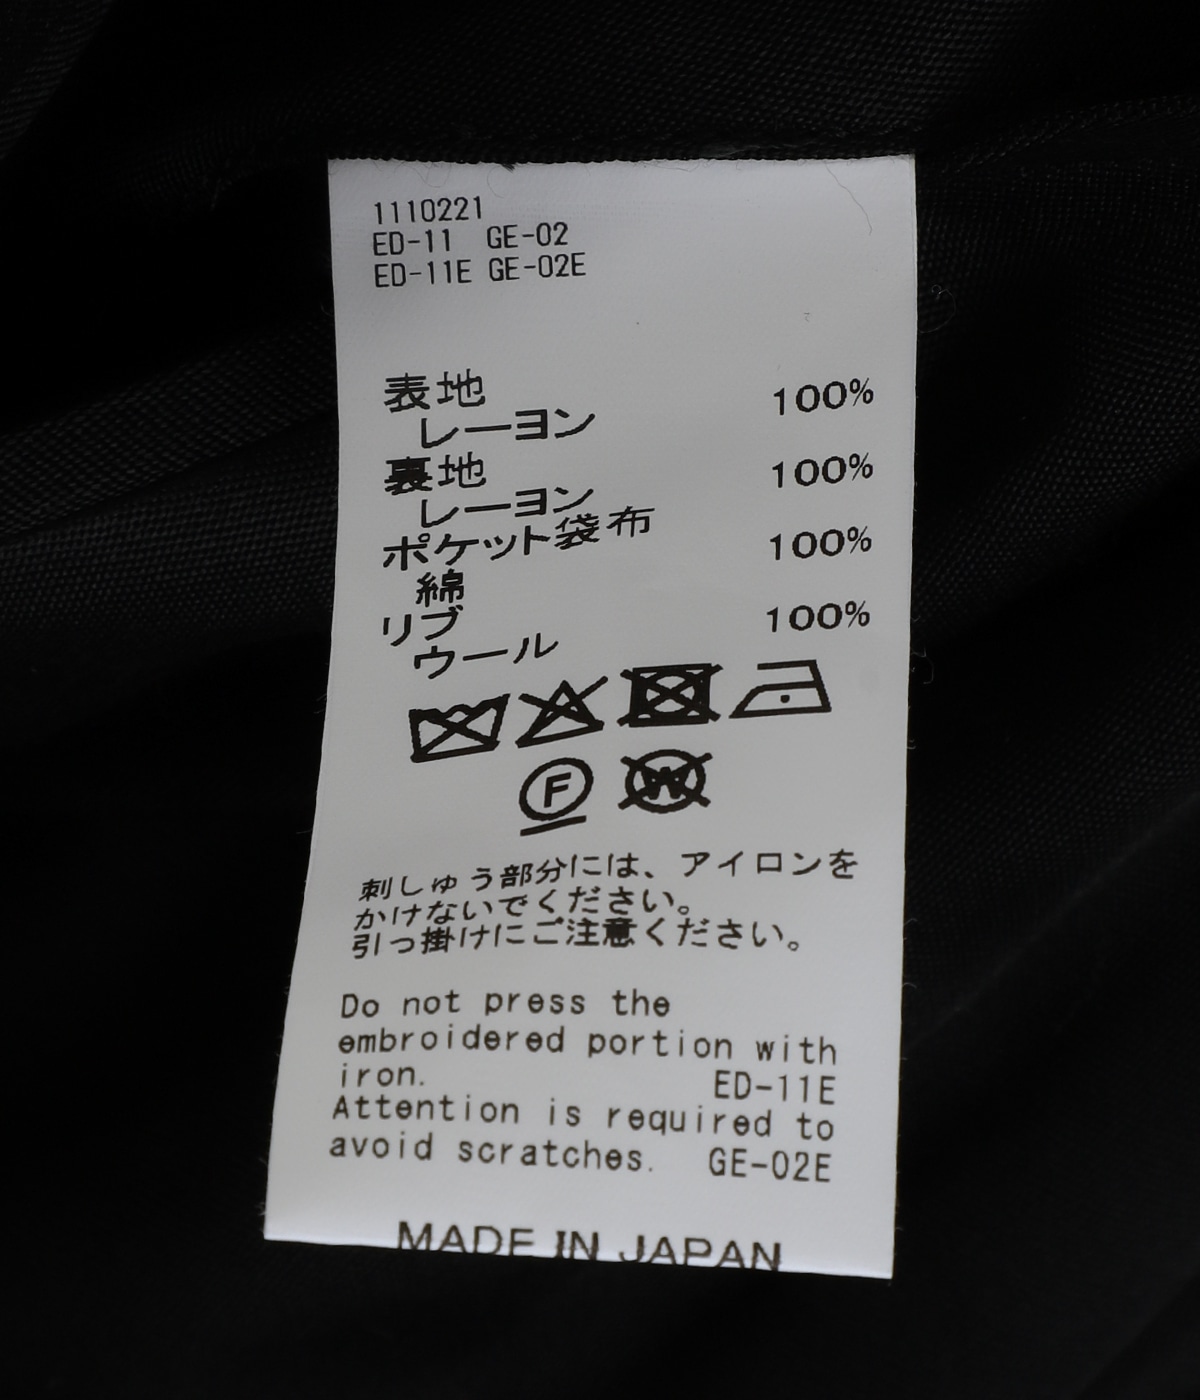 1110221
ED-11 GE-02
ED-11E GE-02E
表地
レーヨン 100%
裏地
レーヨン 100%
ポケット袋布
綿 100%
リブ
ウール 100%
F
W
刺しゅう部分には、アイロンを
かけないでください。
引っ掛けにご注意ください。
Do not press the
embroidered portion with
iron. ED-11E
Attention is required to
avoid scratches. GE-02E
MADE IN JAPAN